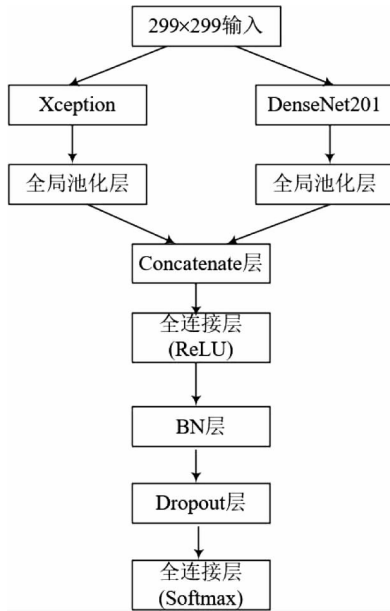 299×299输入
Xception
DenseNet201
全局池化层
全局池化层
Concatenate层
全连接层
(ReLU)
BN层
Dropout层
全连接层
(Softmax)